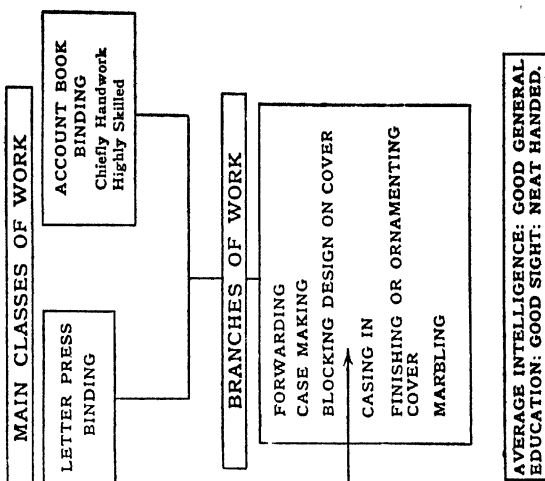 MAIN CLASSES OF WORK
LETTER PRESS
BINDING
ACCOUNT BOOK
BINDING
Chiefly Handwork
Highly Skilled
BRANCHES OF WORK
FORWARDING
CASE MAKING
BLOCKING DESIGN ON COVER
CASING IN
FINISHING OR ORNAMENTING
COVER
MARBLING
AVERAGE INTELLIGENCE: GOOD GENERAL
EDUCATION: GOOD SIGHT: NEAT HANDED.